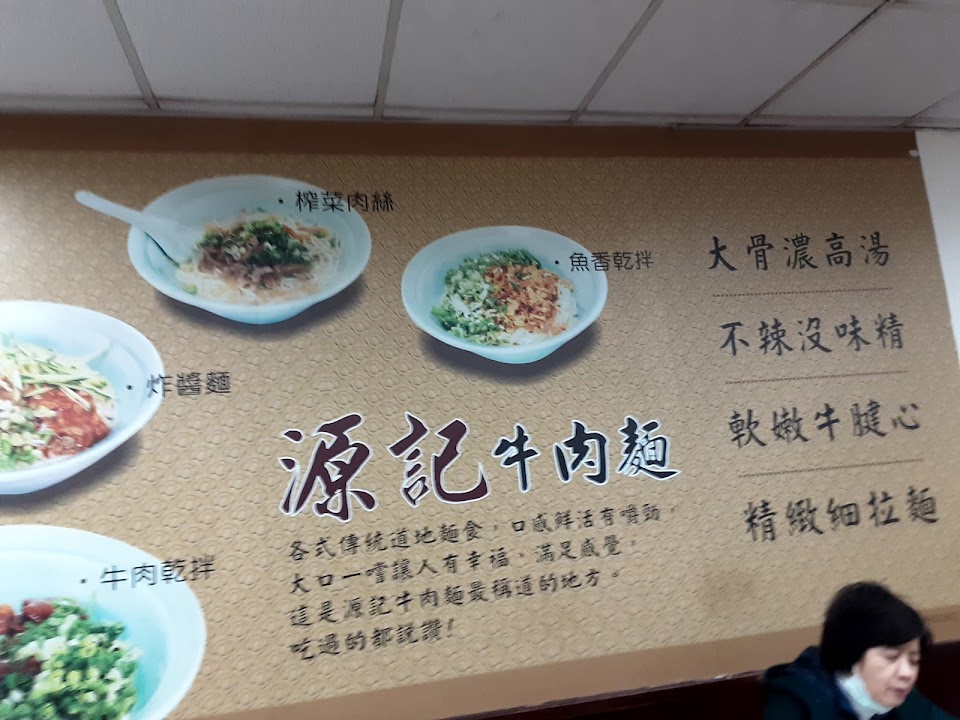 ・榨菜肉絲
・魚香乾拌
・炸醬麵
・牛肉乾拌
源記牛肉麵
各式傳統道地麵食，口感鮮活有嚼勁，
大口一嚐讓人有幸福、滿足感覺，
這是源記牛肉麵最稱道的地方。
吃過的都說讚!
大骨濃高湯
不辣沒味精
軟嫩牛腱心
精緻細拉麵